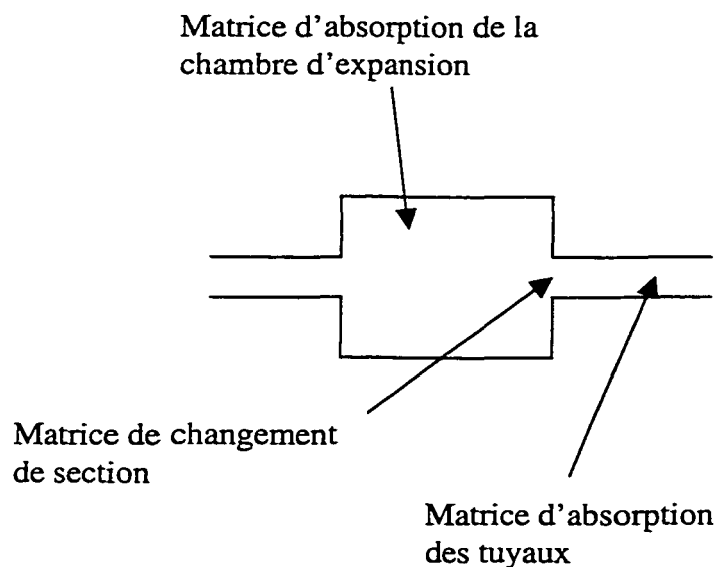 Matrice d'absorption de la
chambre d'expansion
Matrice de changement
de section
Matrice d'absorption
des tuyaux